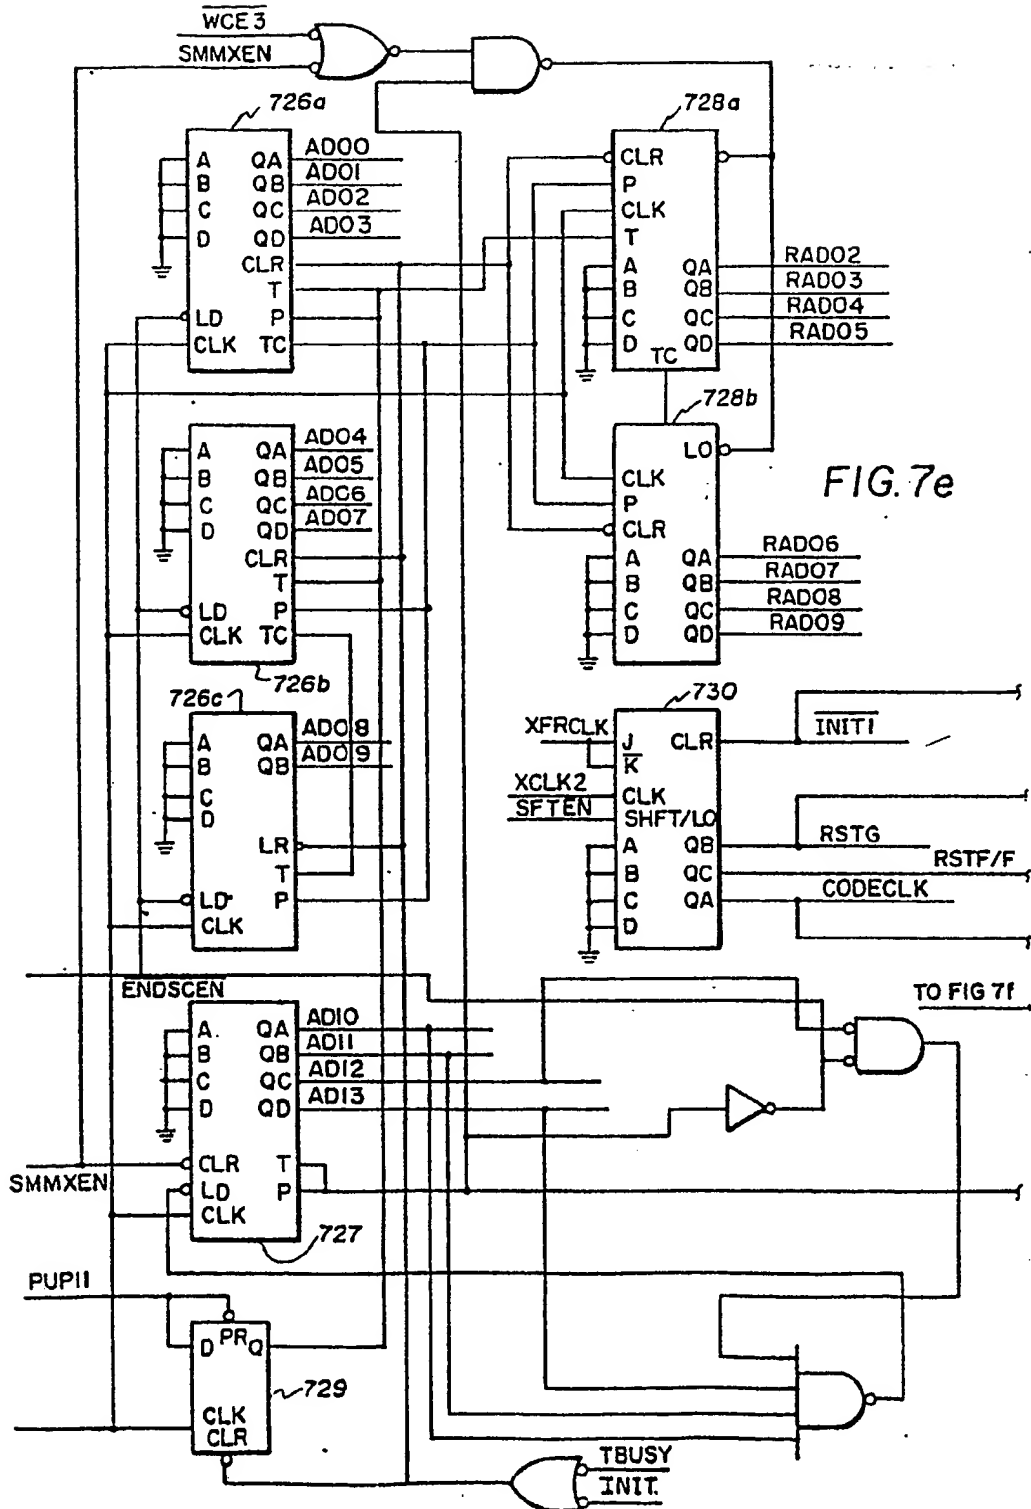 WCE3
SMMXEN
726a
A QA AD00
B QB AD01
C QC AD02
D QD AD03
CLR
T
LD P
CLK TC
728a
CLR
P
CLK
T
A QA RAD02
B QB RAD03
C QC RAD04
D QD RAD05
TC
728b
LO
CLK
P
CLR
A QA RAD06
B QB RAD07
C QC RAD08
D QD RAD09
FIG. 7e
A QA AD04
B QB AD05
C QC AD06
D QD AD07
CLR
T
LD P
CLK TC
726b
726c
A QA AD08
B QB AD09
C
D
LR
T
LD P
CLK
730
XFRCLK J CLR INIT1
K
XCLK2 CLK
SFTEN SHFT/LO
A QB RSTG
B QC RSTF/F
C QA CODECLK
D
ENDSCEN
TO FIG 7f
A QA AD10
B QB AD11
C QC AD12
D QD AD13
SMMXEN CLR T
LD P
CLK
727
PUP11
D PR Q
729
CLK
CLR
TBUSY
INIT.